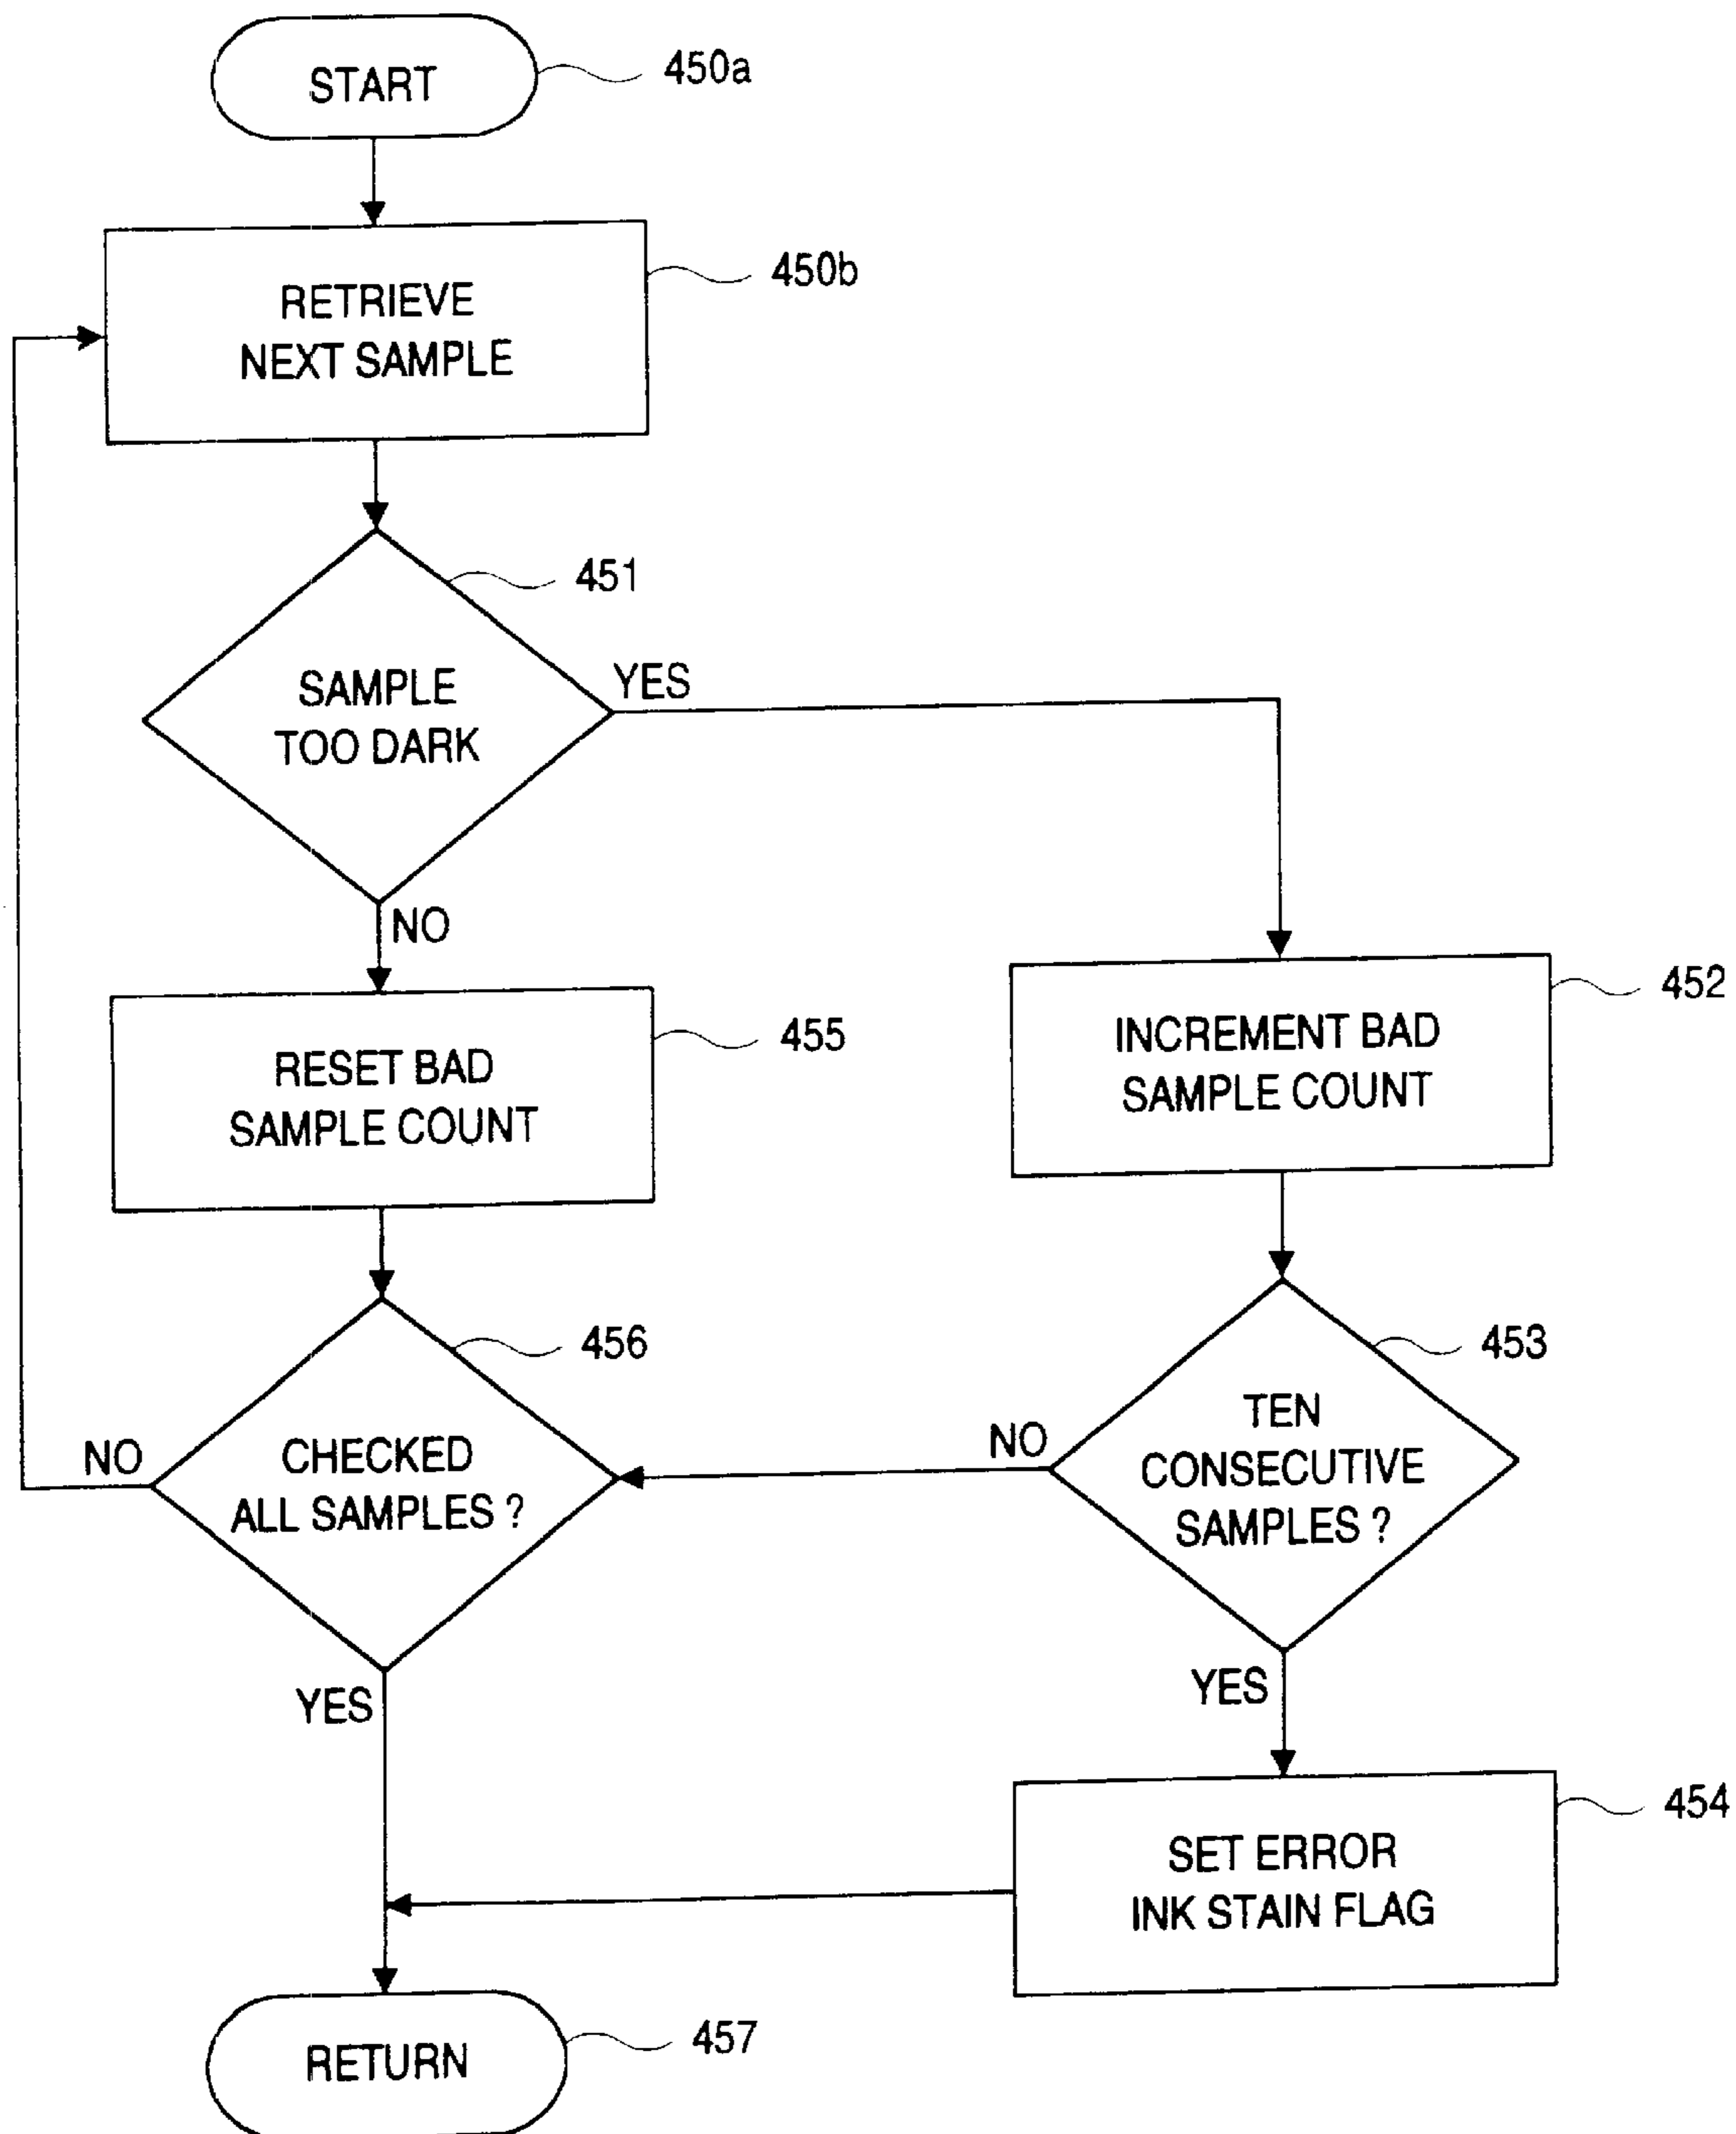 START
450a
RETRIEVE
NEXT SAMPLE
450b
451
SAMPLE
TOO DARK
YES
NO
RESET BAD
SAMPLE COUNT
455
INCREMENT BAD
SAMPLE COUNT
452
456
CHECKED
ALL SAMPLES ?
NO
YES
453
TEN
CONSECUTIVE
SAMPLES ?
NO
YES
SET ERROR
INK STAIN FLAG
454
RETURN
457